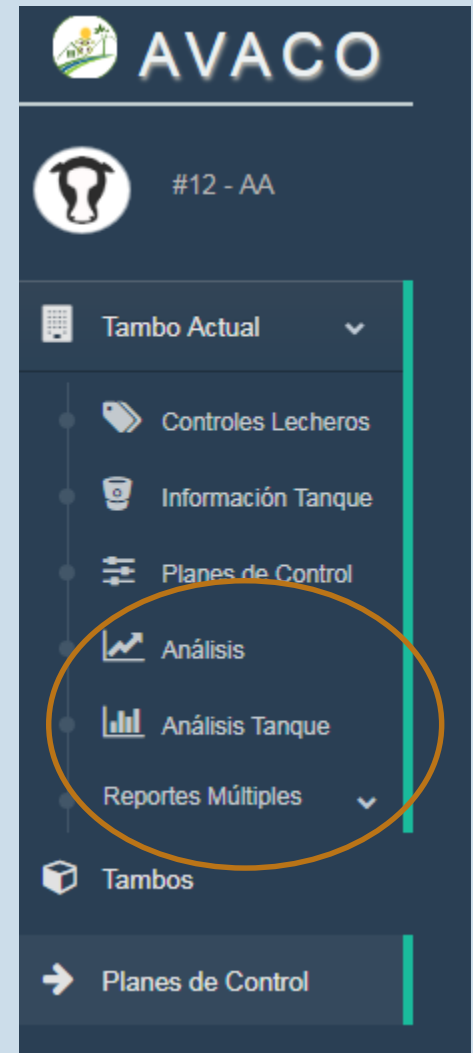 AVACO
#12 - AA
Tambo Actual
Controles Lecheros
Información Tanque
Planes de Control
Análisis
Análisis Tanque
Reportes Múltiples
Tambos
Planes de Control